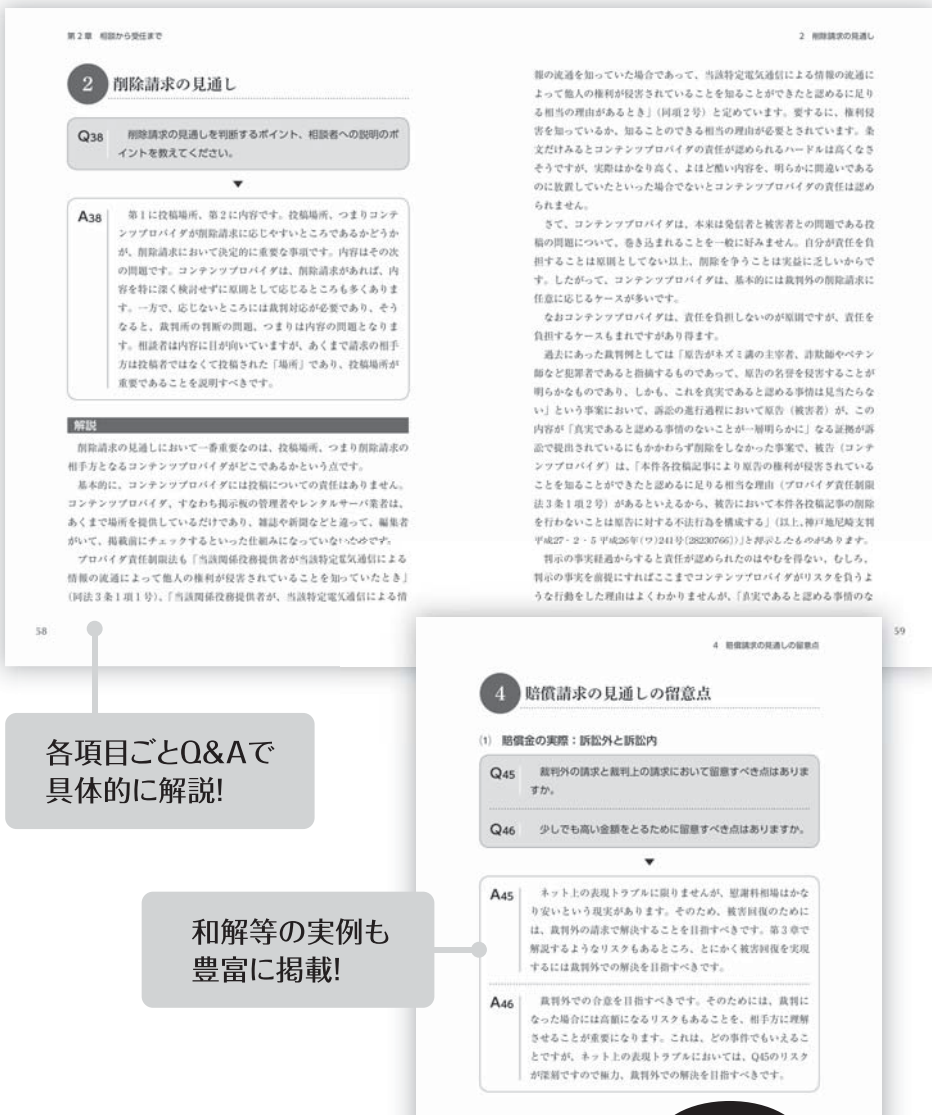 第2章　相談から受任まで
2
削除請求の見通し
Q38　削除請求の見通しを判断するポイント、相談者への説明のポ
イントを教えてください。
▼
A38　第1に投稿場所、第2に内容です。投稿場所、つまりコンテ
ンツプロバイダが削除請求に応じやすいところであるかどうか
が、削除請求において決定的に重要な事項です。内容はその次
の問題です。コンテンツプロバイダは、削除請求があれば、内
容を特に深く検討せずに原則として応じるところも多くありま
す。一方で、応じないところには裁判対応が必要であり、そう
なると、裁判所の判断の問題、つまりは内容の問題となりま
す。相談者は内容に目が向いていますが、あくまで請求の相手
方は投稿者ではなくて投稿された「場所」であり、投稿場所が
重要であることを説明すべきです。
解説
削除請求の見通しにおいて一番重要なのは、投稿場所、つまり削除請求の
相手方となるコンテンツプロバイダがどこであるかという点です。
基本的に、コンテンツプロバイダには投稿についての責任はありません。
コンテンツプロバイダ、すなわち掲示板の管理者やレンタルサーバ業者は、
あくまで場所を提供しているだけであり、雑誌や新聞などと違って、編集者
がいて、掲載前にチェックするといった仕組みになっていないためです。
プロバイダ責任制限法も「当該関係役務提供者が当該特定電気通信による
情報の流通によって他人の権利が侵害されていることを知っていたとき」
(同法3条1項1号)、「当該関係役務提供者が、当該特定電気通信による情
58
2　削除請求の見通し
報の流通を知っていた場合であって、当該特定電気通信による情報の流通に
よって他人の権利が侵害されていることを知ることができたと認めるに足り
る相当の理由があるとき」(同項2号)と定めています。要するに、権利侵
害を知っているか、知ることのできる相当の理由が必要とされています。条
文だけみるとコンテンツプロバイダの責任が認められるハードルは高くなさ
そうですが、実際はかなり高く、よほど酷い内容を、明らかに間違いである
のに放置していたといった場合でないとコンテンツプロバイダの責任は認め
られません。
さて、コンテンツプロバイダは、本来は発信者と被害者との問題である投
稿の問題について、巻き込まれることを一般に好みません。自分が責任を負
担することは原則としてない以上、削除を争うことは実益に乏しいからで
す。したがって、コンテンツプロバイダは、基本的には裁判外の削除請求に
任意に応じるケースが多いです。
なおコンテンツプロバイダは、責任を負担しないのが原則ですが、責任を
負担するケースもまれですがあり得ます。
過去にあった裁判例としては「原告がネズミ講の主宰者、詐欺師やペテン
師など犯罪者であると指摘するものであって、原告の名誉を侵害することが
明らかなものであり、しかも、これを真実であると認める事情は見当たらな
い」という事案において、訴訟の進行過程において原告(被害者)が、この
内容が「真実であると認める事情のないことが一層明らかに」なる証拠が訴
訟で提出されているにもかかわらず削除をしなかった事案で、被告(コンテ
ンツプロバイダ)は、「本件各投稿記事により原告の権利が侵害されている
ことを知ることができたと認めるに足りる相当な理由(プロバイダ責任制限
法3条1項2号)があるといえるから、被告において本件各投稿記事の削除
を行わないことは原告に対する不法行為を構成する」(以上、神戸地尼崎支判
平成27・2・5平成26年(ワ)241号〔28230766〕)と判示したものがあります。
判示の事実経過からすると責任が認められたのはやむを得ない、むしろ、
判示の事実を前提にすればここまでコンテンツプロバイダがリスクを負うよ
うな行動をした理由はよくわかりませんが、「真実であると認める事情のな
59
各項目ごとQ&Aで
具体的に解説!
4　賠償請求の見通しの留意点
4
賠償請求の見通しの留意点
(1)　賠償金の実際：訴訟外と訴訟内
Q45　裁判外の請求と裁判上の請求において留意すべき点はありま
すか。
Q46　少しでも高い金額をとるために留意すべき点はありますか。
▼
A45　ネット上の表現トラブルに限りませんが、慰謝料相場はかな
り安いという現実があります。そのため、被害回復のために
は、裁判外の請求で解決することを目指すべきです。第3章で
解説するようなリスクもあるところ、とにかく被害回復を実現
するには裁判外での解決を目指すべきです。
A46　裁判外での合意を目指すべきです。そのためには、裁判に
なった場合には高額になるリスクもあることを、相手方に理解
させることが重要になります。これは、どの事件でもいえるこ
とですが、ネット上の表現トラブルにおいては、Q45のリスク
が深刻ですので極力、裁判外での解決を目指すべきです。
和解等の実例も
豊富に掲載!